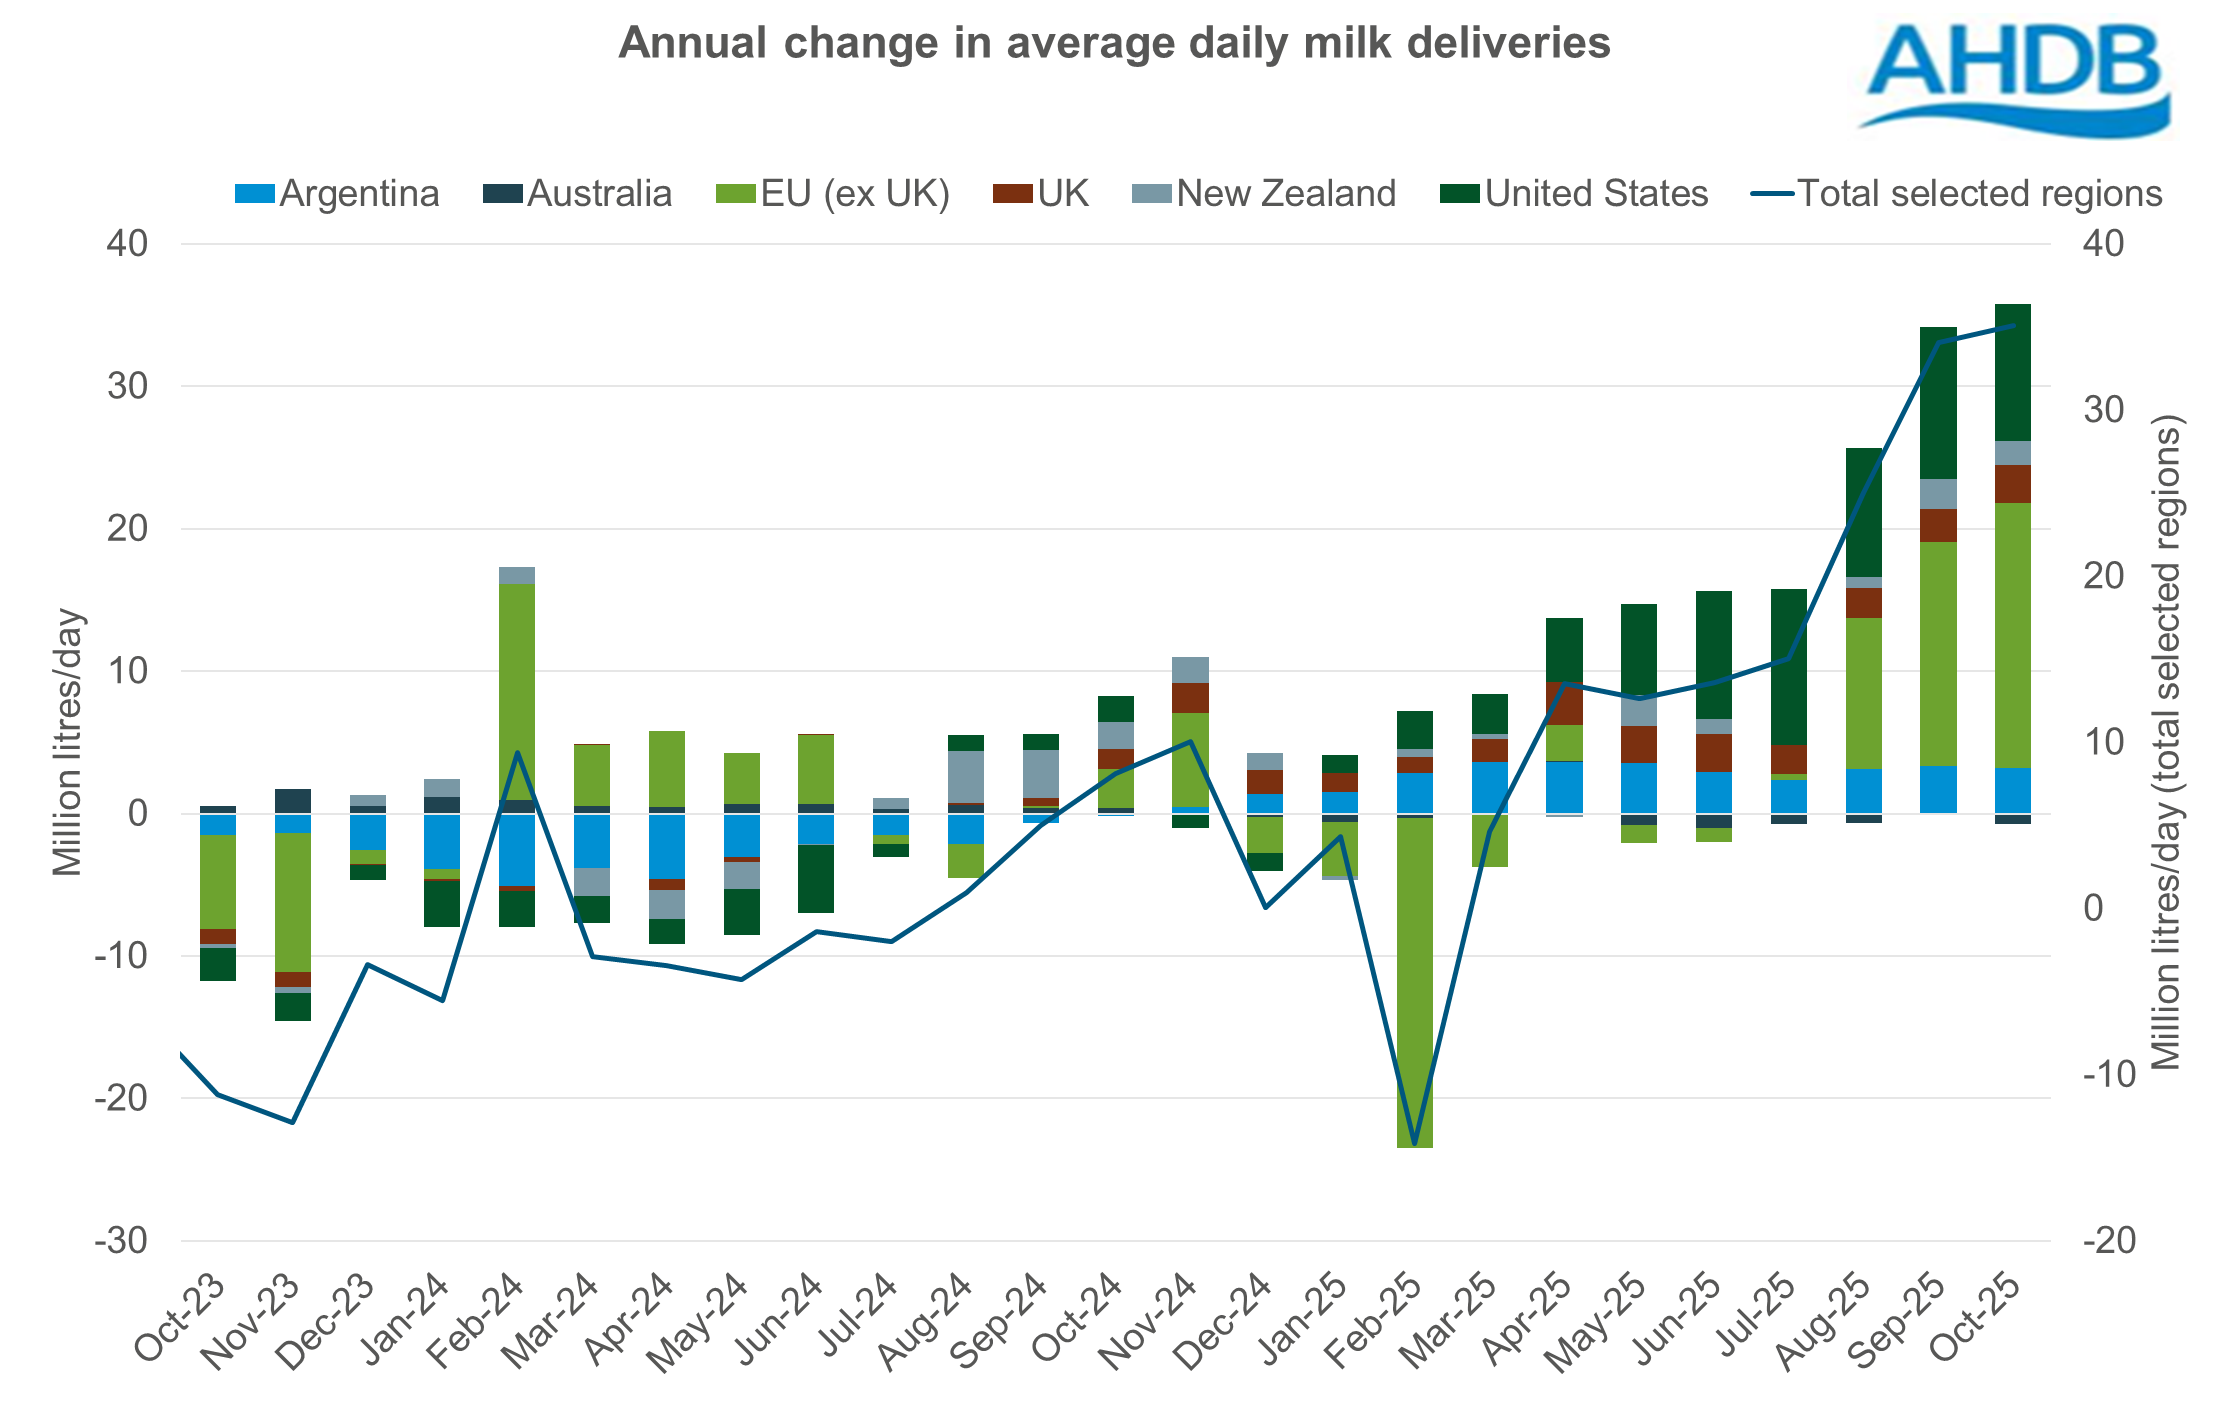 Annual change in average daily milk deliveries
AHDB
Argentina Australia EU (ex UK) UK New Zealand United States Total selected regions
40
30
20
10
0
-10
-20
-30
Million litres/day
40
30
20
10
0
-10
-20
Million litres/day (total selected regions)
Oct-23
Nov-23
Dec-23
Jan-24
Feb-24
Mar-24
Apr-24
May-24
Jun-24
Jul-24
Aug-24
Sep-24
Oct-24
Nov-24
Dec-24
Jan-25
Feb-25
Mar-25
Apr-25
May-25
Jun-25
Jul-25
Aug-25
Sep-25
Oct-25